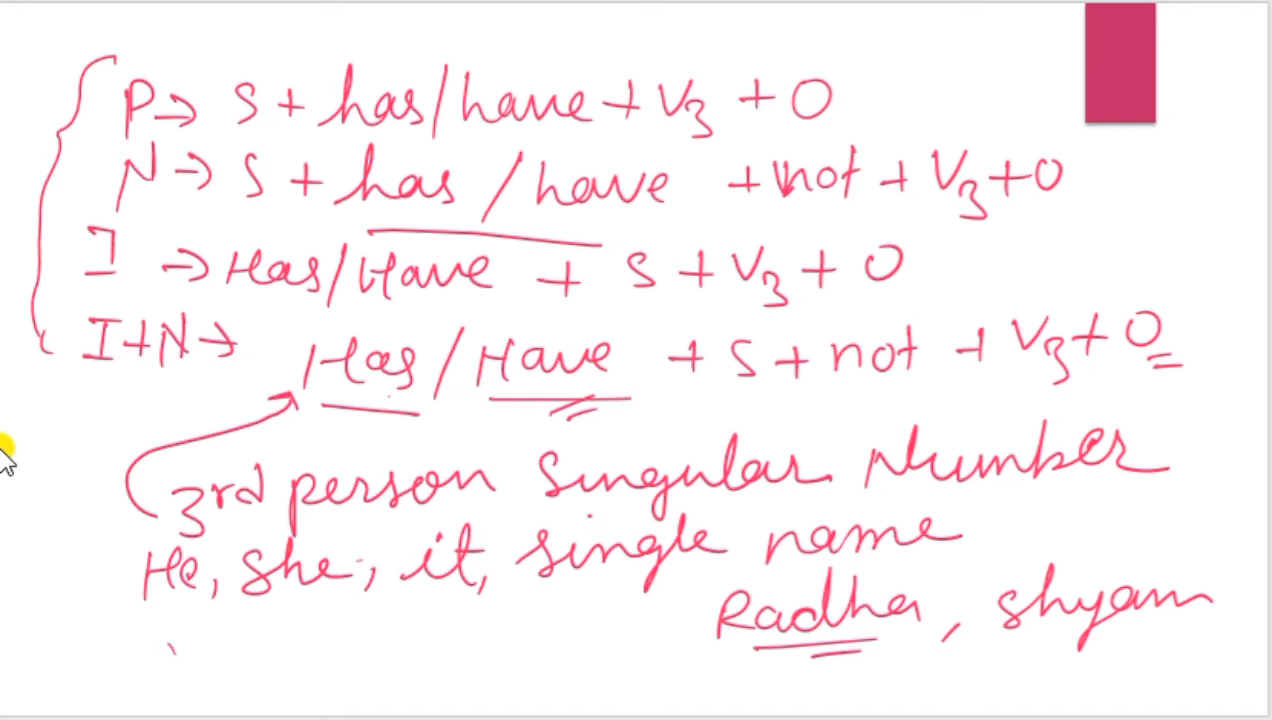 P→ S + has/have + V3 + O
N→ S + has /have + not + V3+O
I → Has/Have + S + V3 + O
I+N→ Has / Have + S + not + V3+O
3rd person Singular Number
He, she, it, single name
Radha, shyam